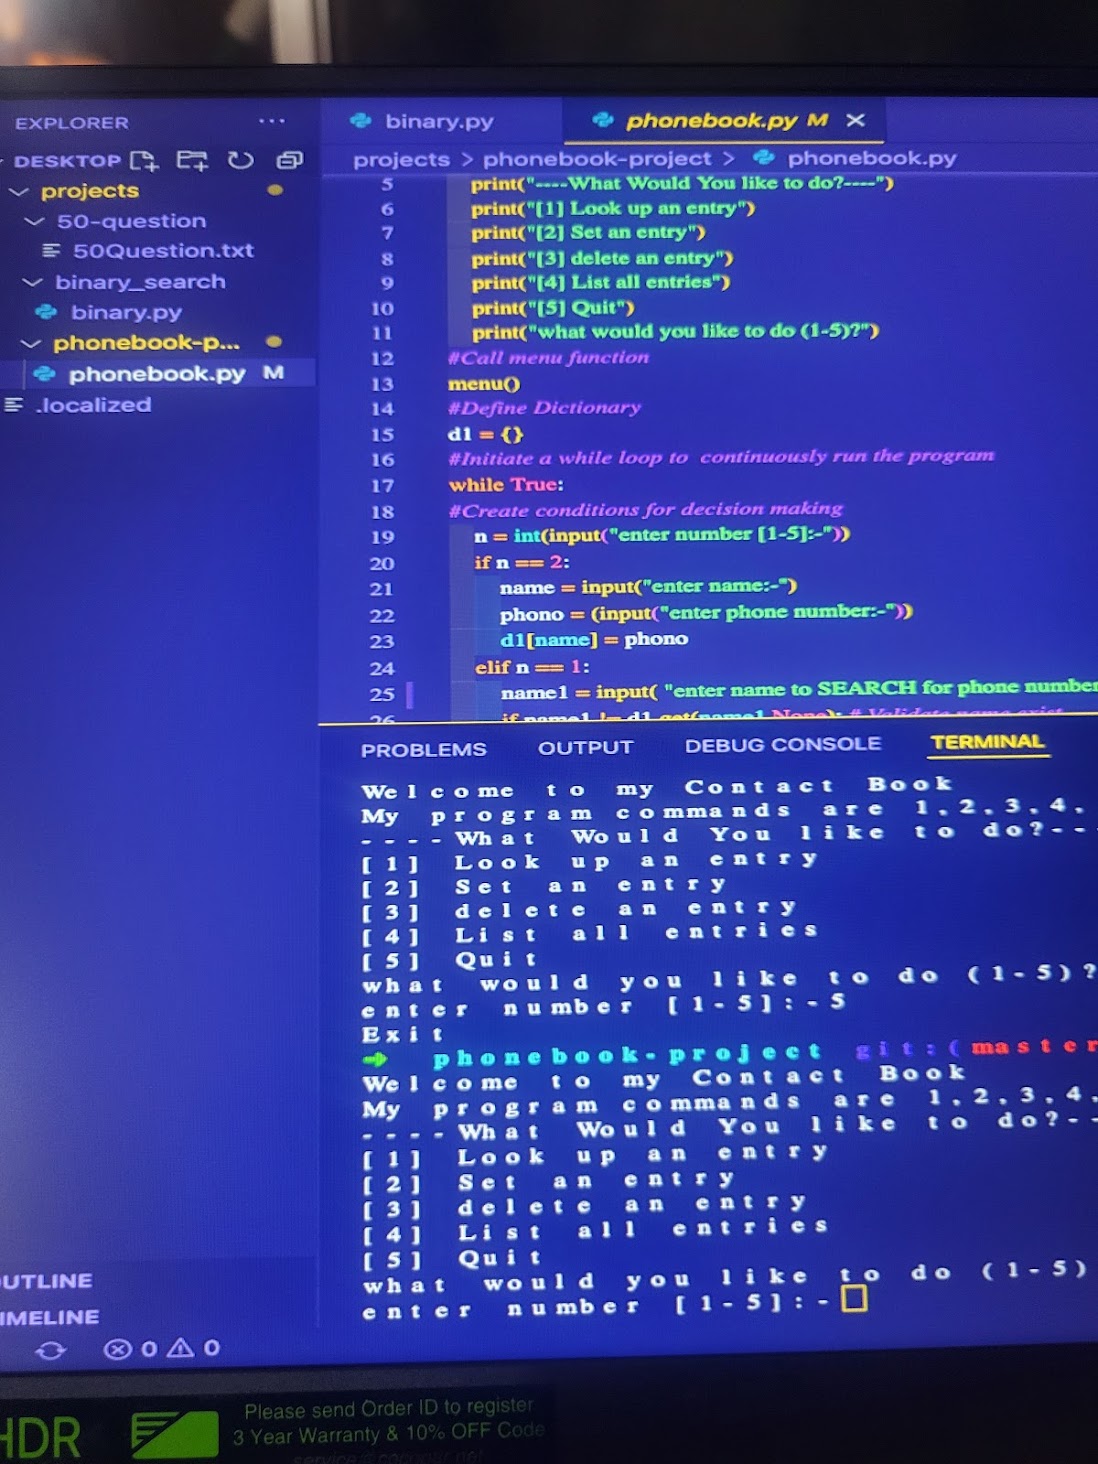 EXPLORER ...
DESKTOP
projects
50-question
50Question.txt
binary_search
binary.py
phonebook-p...
phonebook.py M
.localized
OUTLINE
TIMELINE
0 0
binary.py phonebook.py M
projects > phonebook-project > phonebook.py
5 print("----What Would You like to do?----")
6 print("[1] Look up an entry")
7 print("[2] Set an entry")
8 print("[3] delete an entry")
9 print("[4] List all entries")
10 print("[5] Quit")
11 print("what would you like to do (1-5)?")
12 #Call menu function
13 menu()
14 #Define Dictionary
15 d1 = {}
16 #Initiate a while loop to  continuously run the program
17 while True:
18 #Create conditions for decision making
19 n = int(input("enter number [1-5]:-"))
20 if n == 2:
21 name = input("enter name:-")
22 phono = (input("enter phone number:-"))
23 d1[name] = phono
24 elif n == 1:
25 name1 = input( "enter name to SEARCH for phone number
26 if name1 != d1.get(name1,None): # Validate name exist
PROBLEMS OUTPUT DEBUG CONSOLE TERMINAL
Welcome to my Contact Book
My program commands are 1,2,3,4,
----What Would You like to do?--
[1] Look up an entry
[2] Set an entry
[3] delete an entry
[4] List all entries
[5] Quit
what would you like to do (1-5)?
enter number [1-5]:-5
Exit
phonebook-project git:(master
Welcome to my Contact Book
My program commands are 1,2,3,4,
----What Would You like to do?--
[1] Look up an entry
[2] Set an entry
[3] delete an entry
[4] List all entries
[5] Quit
what would you like to do (1-5)
enter number [1-5]:-
HDR
Please send Order ID to register
3 Year Warranty & 10% OFF Code